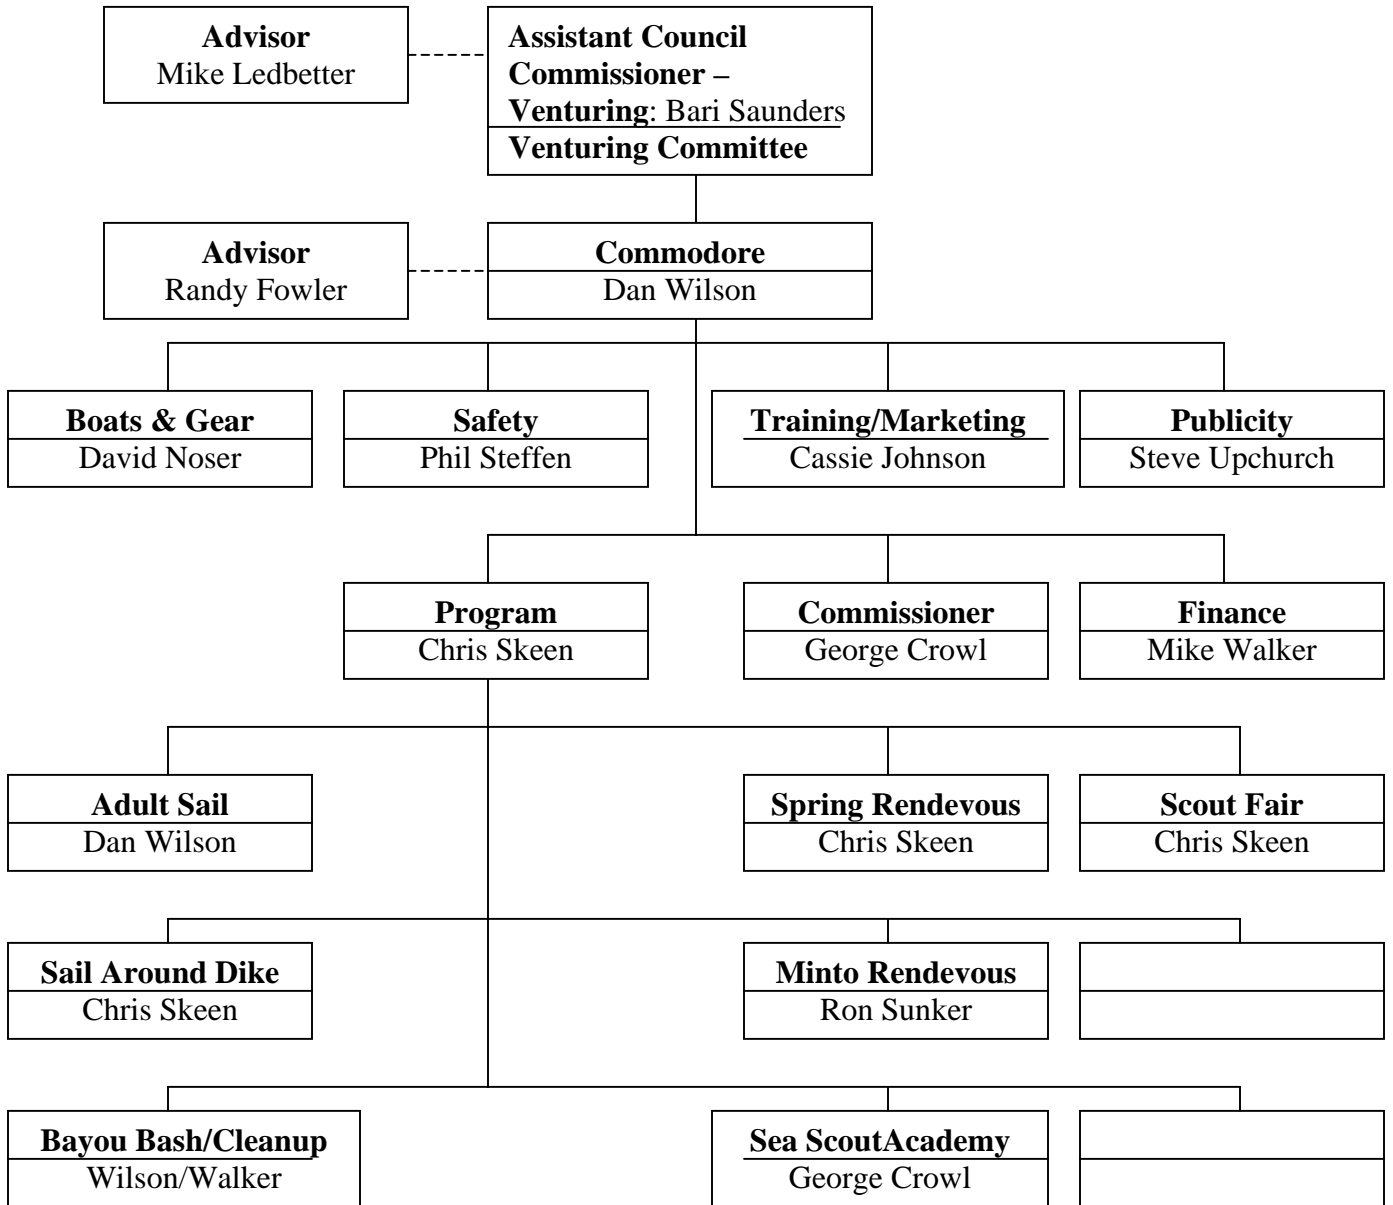 Advisor
Mike Ledbetter
Assistant Council
Commissioner –
Venturing: Bari Saunders
Venturing Committee
Advisor
Randy Fowler
Commodore
Dan Wilson
Boats & Gear
David Noser
Safety
Phil Steffen
Training/Marketing
Cassie Johnson
Publicity
Steve Upchurch
Program
Chris Skeen
Commissioner
George Crowl
Finance
Mike Walker
Adult Sail
Dan Wilson
Spring Rendevous
Chris Skeen
Scout Fair
Chris Skeen
Sail Around Dike
Chris Skeen
Minto Rendevous
Ron Sunker
Bayou Bash/Cleanup
Wilson/Walker
Sea ScoutAcademy
George Crowl